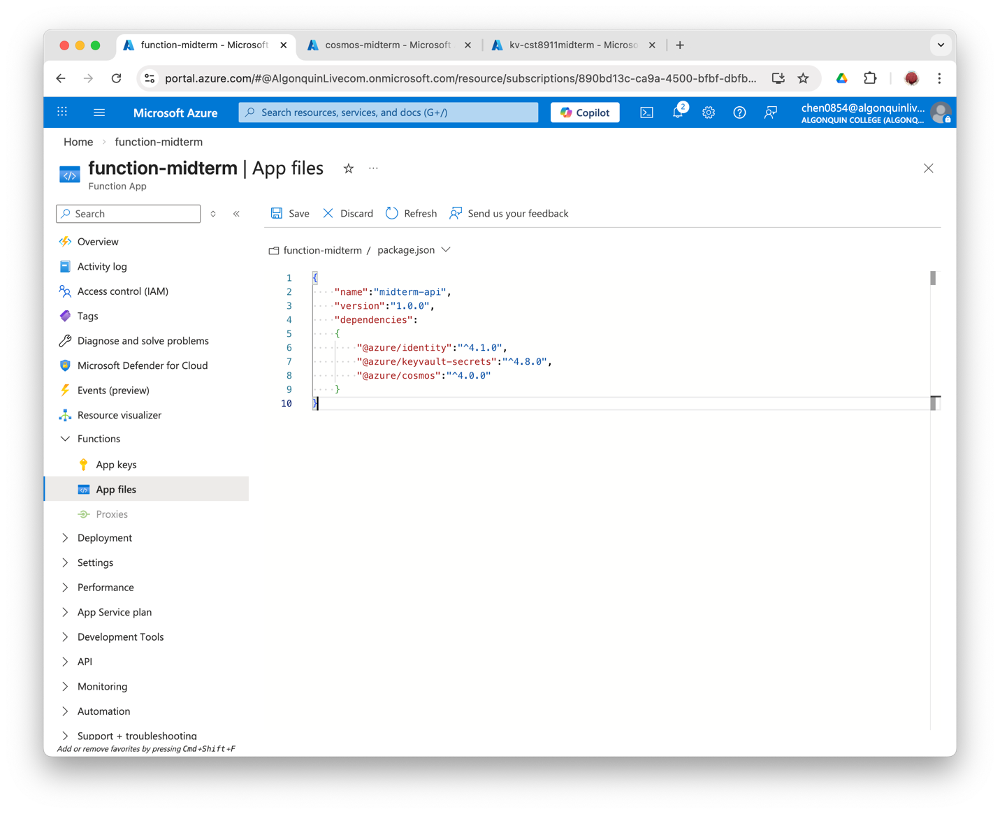 function-midterm - Microsoft
cosmos-midterm - Microsoft
kv-cst8911midterm - Microso
portal.azure.com/#@AlgonquinLivecom.onmicrosoft.com/resource/subscriptions/890bd13c-ca9a-4500-bfbf-dbfb...
Microsoft Azure
Search resources, services, and docs (G+/)
Copilot
2
chen0854@algonquinliv...
ALGONQUIN COLLEGE (ALGONQ...
Home > function-midterm
function-midterm | App files
Function App
Search
Save
Discard
Refresh
Send us your feedback
Overview
Activity log
Access control (IAM)
Tags
Diagnose and solve problems
Microsoft Defender for Cloud
Events (preview)
Resource visualizer
Functions
App keys
App files
Proxies
Deployment
Settings
Performance
App Service plan
Development Tools
API
Monitoring
Automation
Support + troubleshooting
Add or remove favorites by pressing Cmd+Shift+F
function-midterm / package.json
1 {
2 "name":"midterm-api",
3 "version":"1.0.0",
4 "dependencies":
5 {
6 "@azure/identity":"^4.1.0",
7 "@azure/keyvault-secrets":"^4.8.0",
8 "@azure/cosmos":"^4.0.0"
9 }
10 }